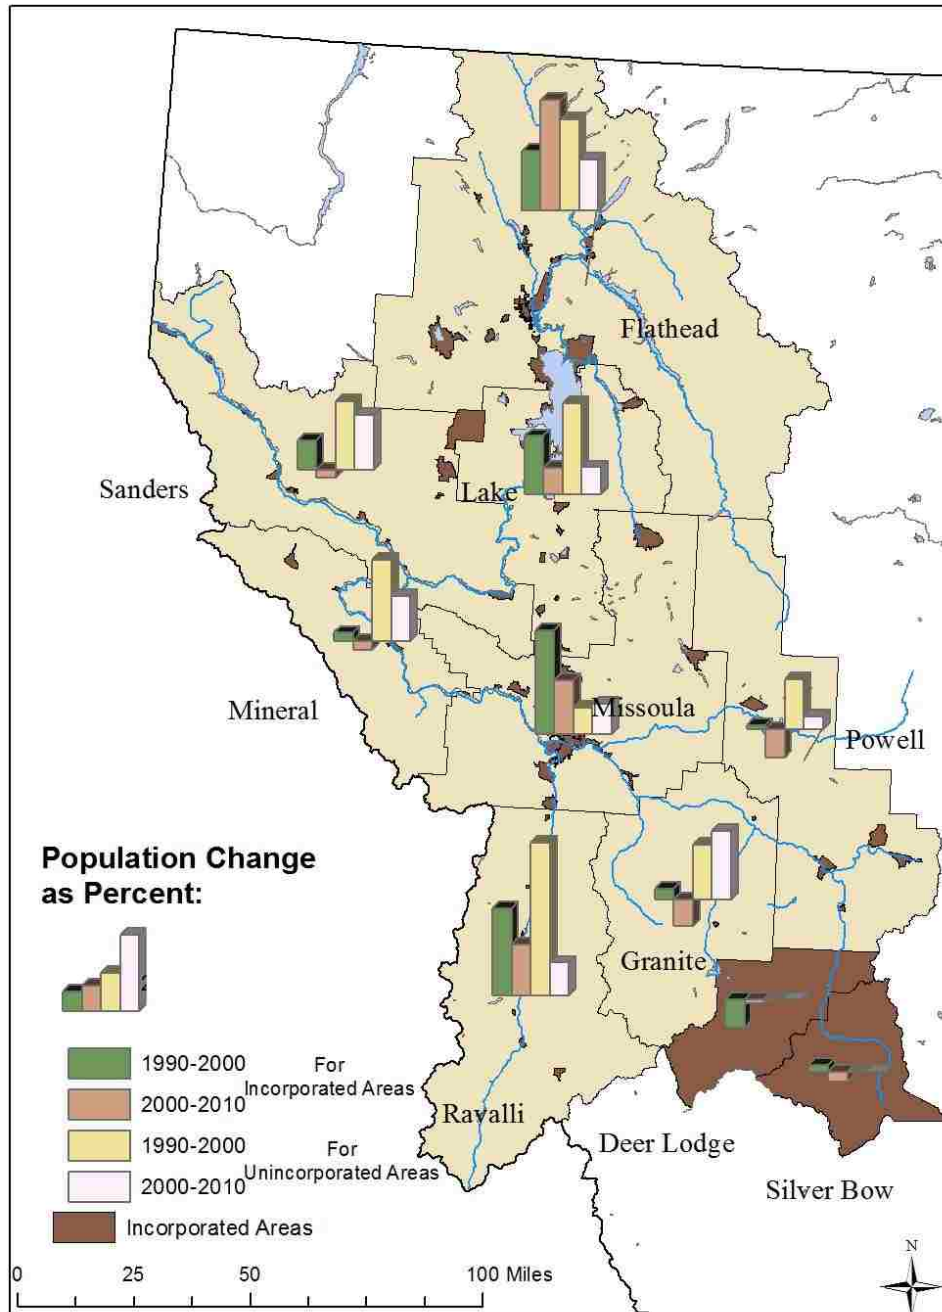 Flathead
Sanders
Lake
Mineral
Missoula
Powell
Population Change
as Percent:
2
Granite
1990-2000
For
Incorporated Areas
2000-2010
1990-2000
For
Unincorporated Areas
2000-2010
Incorporated Areas
Ravalli
Deer Lodge
Silver Bow
N
0 25 50 100 Miles